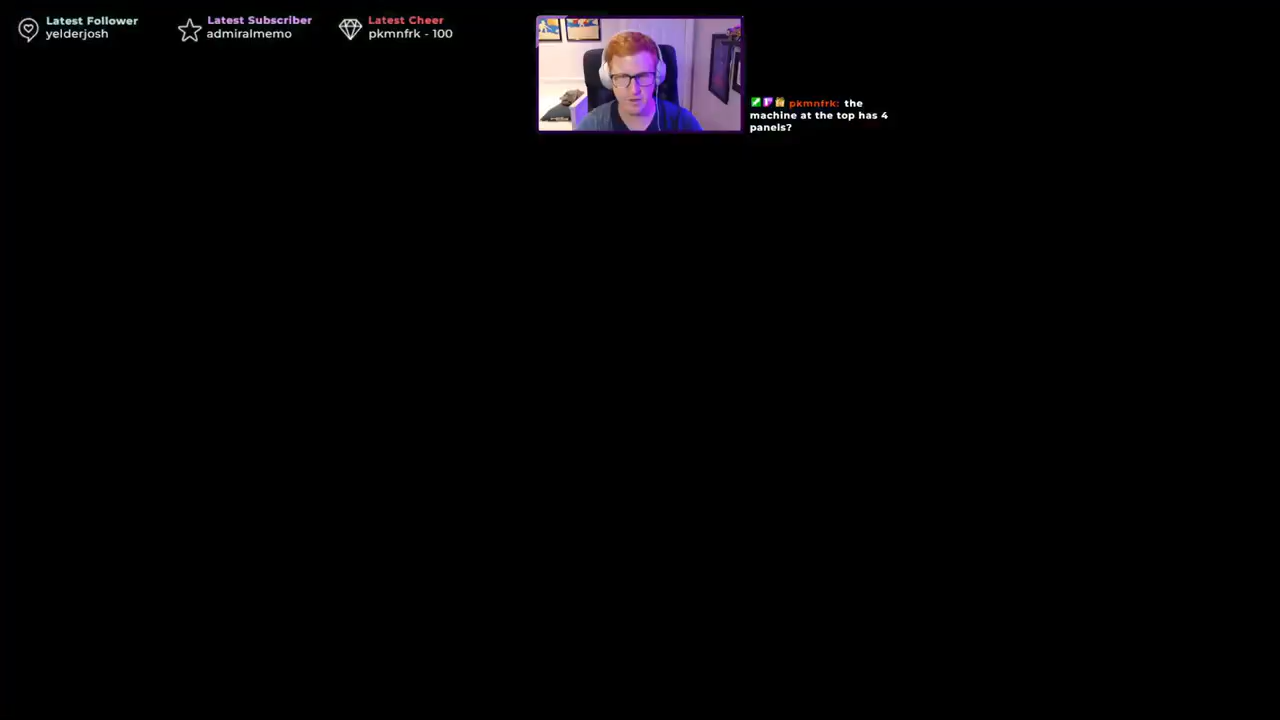 Latest Follower
yelderjosh
Latest Subscriber
admiralmemo
Latest Cheer
pkmnfrk - 100
pkmnfrk: the
machine at the top has 4
panels?